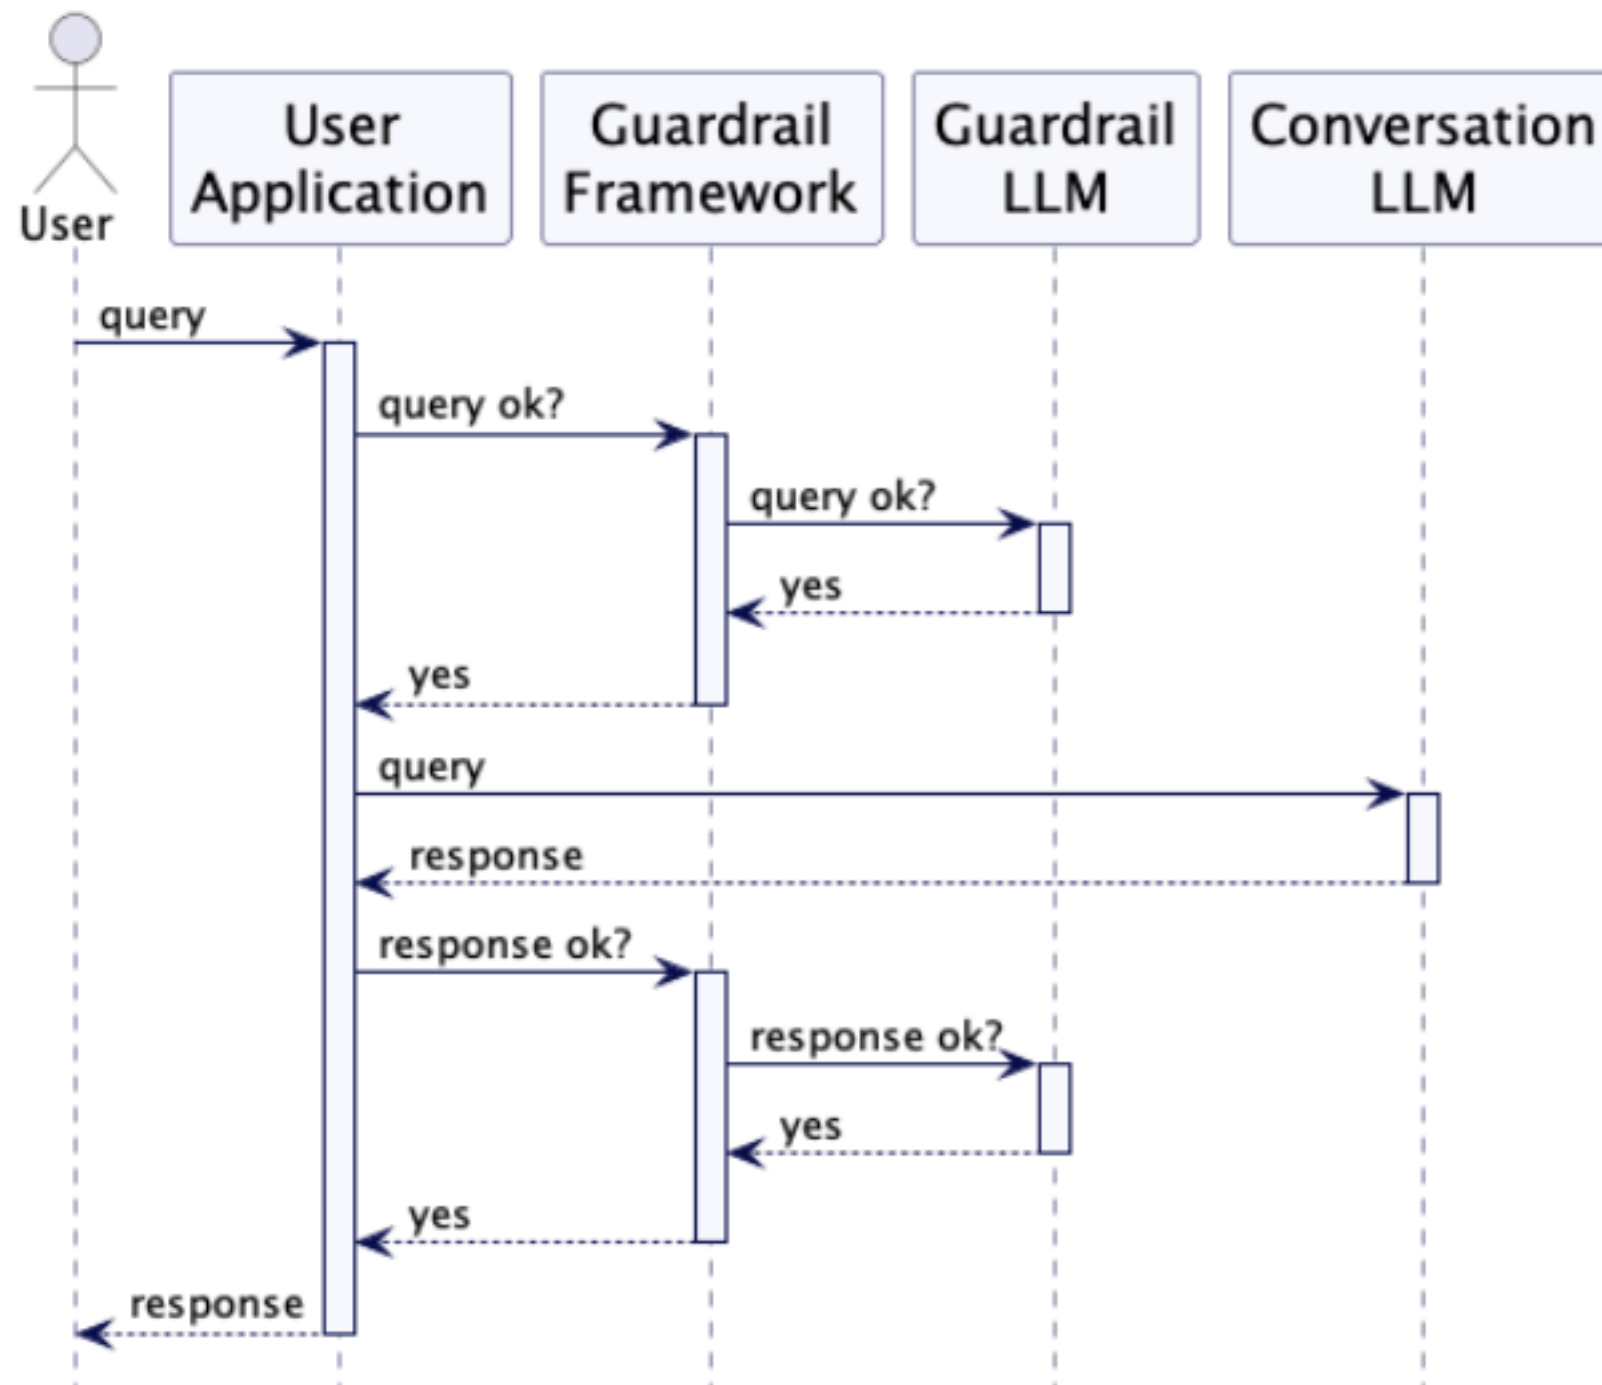 User
User
Application
Guardrail
Framework
Guardrail
LLM
Conversation
LLM
query
query ok?
query ok?
yes
yes
query
response
response ok?
response ok?
yes
yes
response